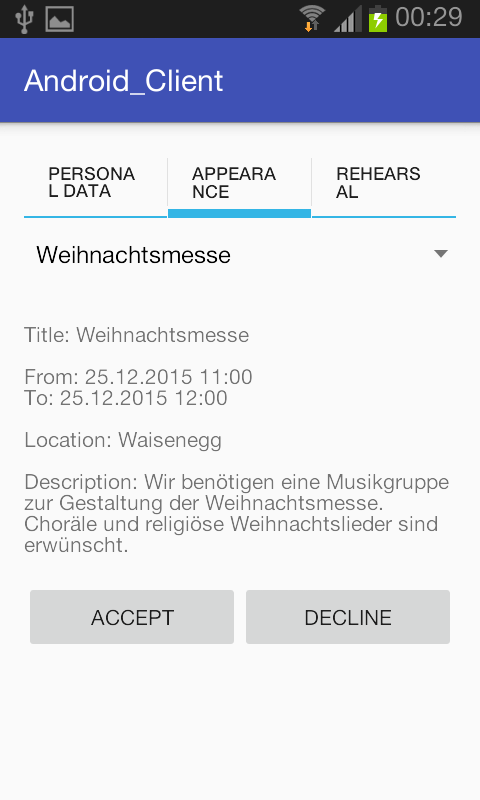 00:29
Android_Client
PERSONA
L DATA
APPEARA
NCE
REHEARS
AL
Weihnachtsmesse
Title: Weihnachtsmesse
From: 25.12.2015 11:00
To: 25.12.2015 12:00
Location: Waisenegg
Description: Wir benötigen eine Musikgruppe
zur Gestaltung der Weihnachtsmesse.
Choräle und religiöse Weihnachtslieder sind
erwünscht.
ACCEPT
DECLINE